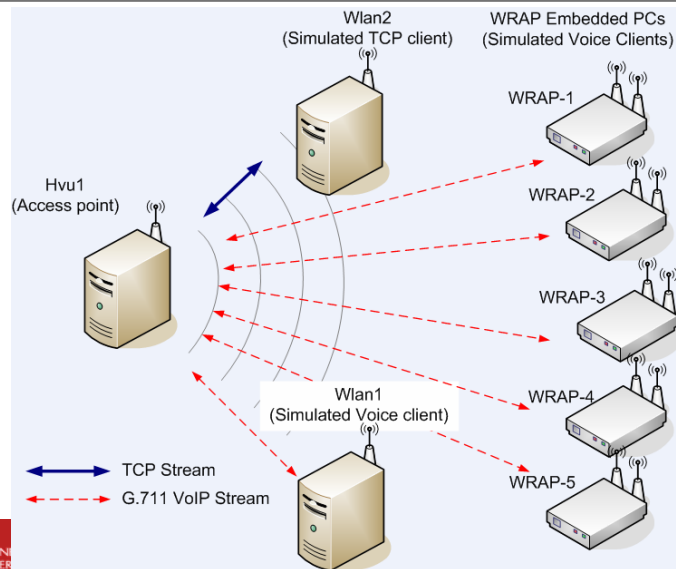 Wlan2
(Simulated TCP client)
WRAP Embedded PCs
(Simulated Voice Clients)
WRAP-1
Hvu1
(Access point)
WRAP-2
WRAP-3
Wlan1
(Simulated Voice client)
WRAP-4
TCP Stream
WRAP-5
G.711 VoIP Stream